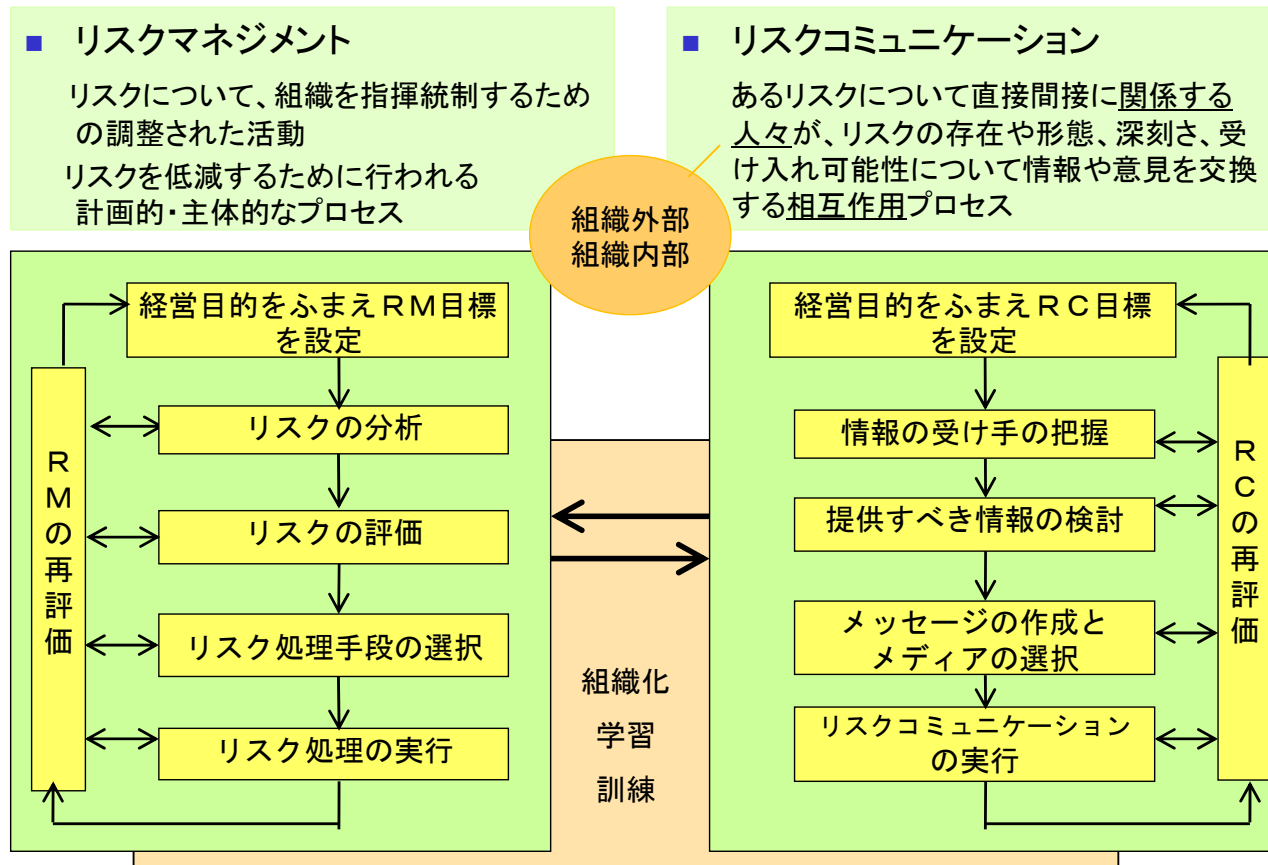 リスクマネジメント
リスクについて、組織を指揮統制するため
の調整された活動
リスクを低減するために行われる
計画的・主体的なプロセス
リスクコミュニケーション
あるリスクについて直接間接に関係する
人々が、リスクの存在や形態、深刻さ、受
け入れ可能性について情報や意見を交換
する相互作用プロセス
組織外部
組織内部
経営目的をふまえＲＭ目標
を設定
リスクの分析
リスクの評価
リスク処理手段の選択
リスク処理の実行
ＲＭの再評価
組織化
学習
訓練
経営目的をふまえＲＣ目標
を設定
情報の受け手の把握
提供すべき情報の検討
メッセージの作成と
メディアの選択
リスクコミュニケーション
の実行
ＲＣの再評価